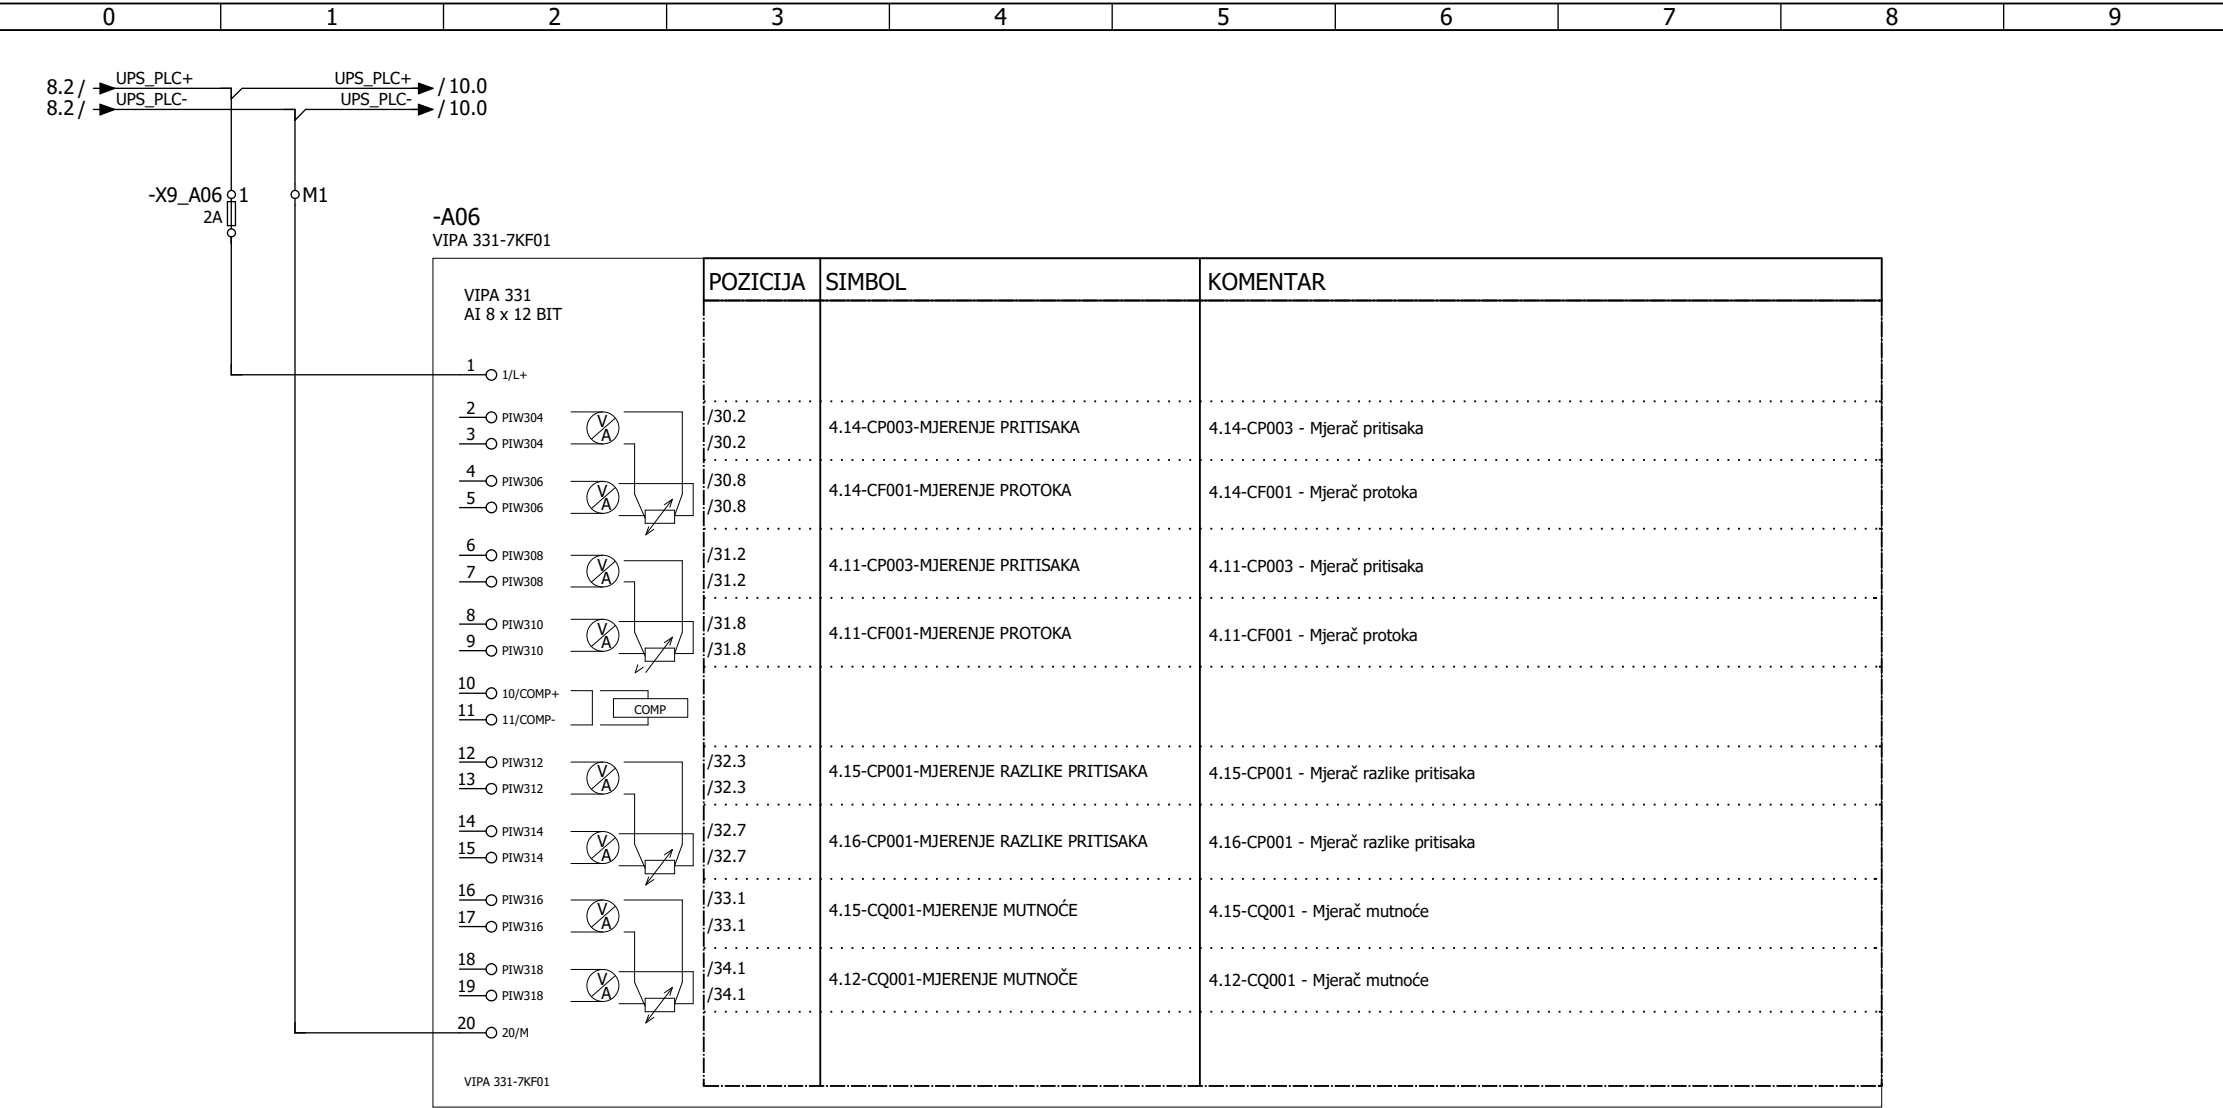 0 1 2 3 4 5 6 7 8 9
8.2 / UPS_PLC+ UPS_PLC+ / 10.0
8.2 / UPS_PLC- UPS_PLC- / 10.0
-X9_A06 1 M1
2A
-A06
VIPA 331-7KF01
POZICIJA SIMBOL KOMENTAR
VIPA 331
AI 8 x 12 BIT
1 1/L+
2 PIW304 V /30.2
4.14-CP003-MJERENJE PRITISAKA 4.14-CP003 - Mjerač pritisaka
3 PIW304 A /30.2
4 PIW306 V /30.8
4.14-CF001-MJERENJE PROTOKA 4.14-CF001 - Mjerač protoka
5 PIW306 A /30.8
6 PIW308 V /31.2
4.11-CP003-MJERENJE PRITISAKA 4.11-CP003 - Mjerač pritisaka
7 PIW308 A /31.2
8 PIW310 V /31.8
4.11-CF001-MJERENJE PROTOKA 4.11-CF001 - Mjerač protoka
9 PIW310 A /31.8
10 10/COMP+
COMP
11 11/COMP-
12 PIW312 V /32.3
4.15-CP001-MJERENJE RAZLIKE PRITISAKA 4.15-CP001 - Mjerač razlike pritisaka
13 PIW312 A /32.3
14 PIW314 V /32.7
4.16-CP001-MJERENJE RAZLIKE PRITISAKA 4.16-CP001 - Mjerač razlike pritisaka
15 PIW314 A /32.7
16 PIW316 V /33.1
4.15-CQ001-MJERENJE MUTNOĆE 4.15-CQ001 - Mjerač mutnoće
17 PIW316 A /33.1
18 PIW318 V /34.1
4.12-CQ001-MJERENJE MUTNOČE 4.12-CQ001 - Mjerač mutnoće
19 PIW318 A /34.1
20 20/M
VIPA 331-7KF01